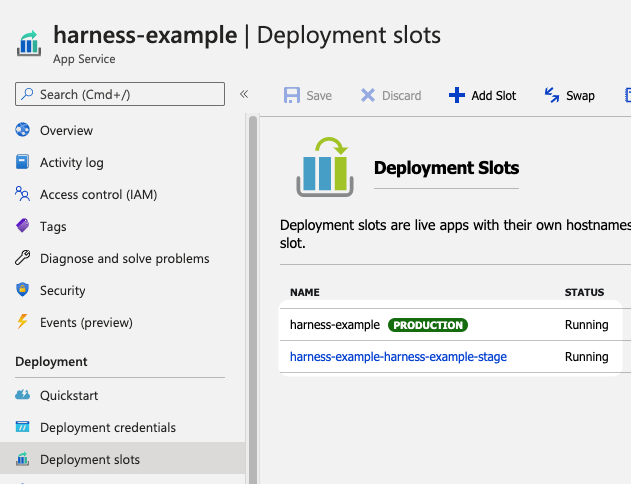 harness-example | Deployment slots
App Service
Search (Cmd+/)
«
Save
Discard
Add Slot
Swap
Overview
Activity log
Access control (IAM)
Tags
Diagnose and solve problems
Security
Events (preview)
Deployment
Quickstart
Deployment credentials
Deployment slots
Deployment Slots
Deployment slots are live apps with their own hostnames
slot.
NAME STATUS
harness-example PRODUCTION Running
harness-example-harness-example-stage Running